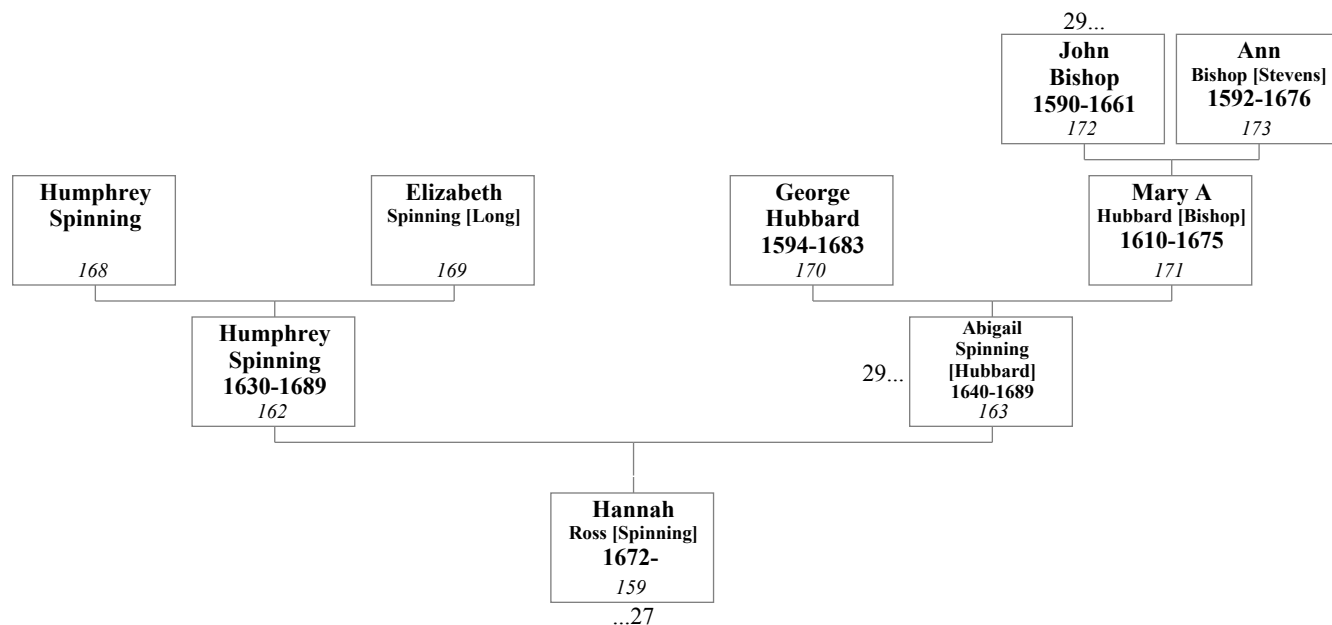 29...
John
Bishop
1590-1661
172
Ann
Bishop [Stevens]
1592-1676
173
Humphrey
Spinning
168
Elizabeth
Spinning [Long]
169
George
Hubbard
1594-1683
170
Mary A
Hubbard [Bishop]
1610-1675
171
Humphrey
Spinning
1630-1689
162
29...
Abigail
Spinning
[Hubbard]
1640-1689
163
Hannah
Ross [Spinning]
1672-
159
...27